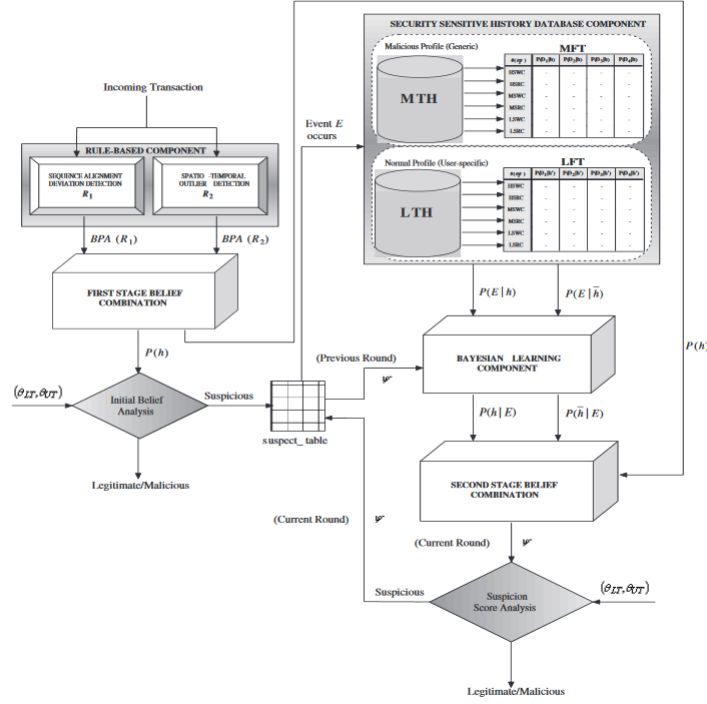 SECURITY SENSITIVE HISTORY DATABASE COMPONENT
Malicious Profile (Generic)
MTH
MFT
HSWC
HSRC
MSWC
MSRC
LSWC
LSRC
Normal Profile (User-specific)
LTH
LFT
HSWC
HSRC
MSWC
MSRC
LSWC
LSRC
Incoming Transaction
Event E
occurs
RULE-BASED COMPONENT
SEQUENCE ALIGNMENT
DEVIATION DETECTION
R₁
SPATIO -TEMPORAL
OUTLIER DETECTION
R₂
BPA (R₁)
BPA (R₂)
FIRST STAGE BELIEF
COMBINATION
P(h)
P(E | h)
P(E | h̄)
P(h)
(θLT,θUT)
Initial Belief
Analysis
Suspicious
suspect_ table
Legitimate/Malicious
(Previous Round)
ψ
BAYESIAN LEARNING
COMPONENT
P(h | E)
P(h̄ | E)
SECOND STAGE BELIEF
COMBINATION
(Current Round)
ψ
(Current Round)
ψ
Suspicious
Suspicion
Score Analysis
(θLT,θUT)
Legitimate/Malicious